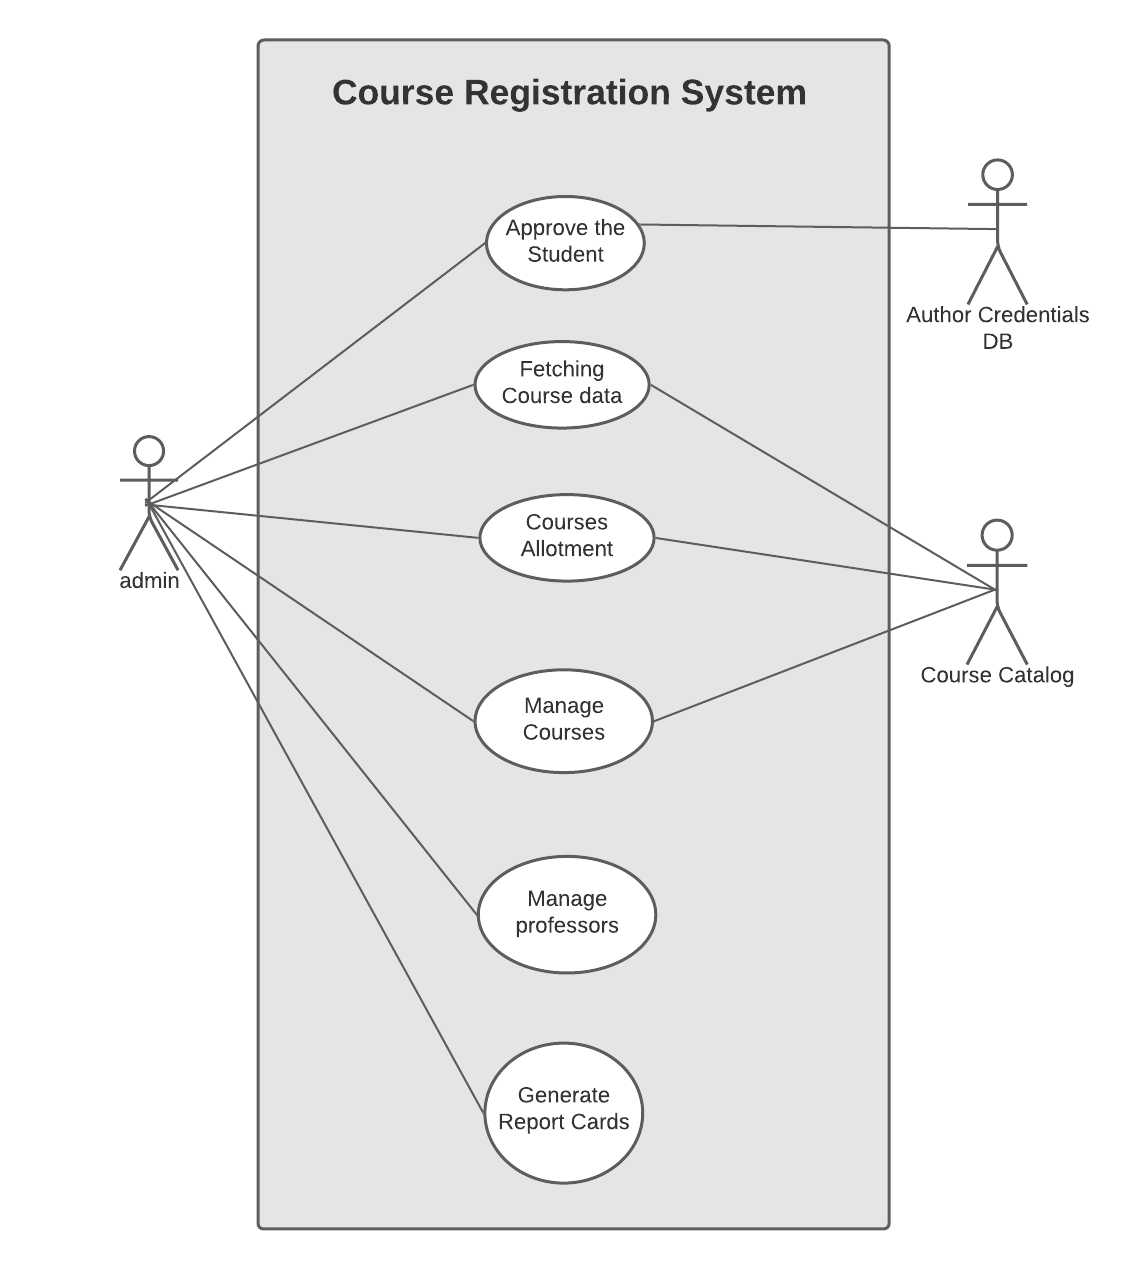 Course Registration System
Approve the
Student
Author Credentials
DB
Fetching
Course data
Courses
Allotment
admin
Course Catalog
Manage
Courses
Manage
professors
Generate
Report Cards